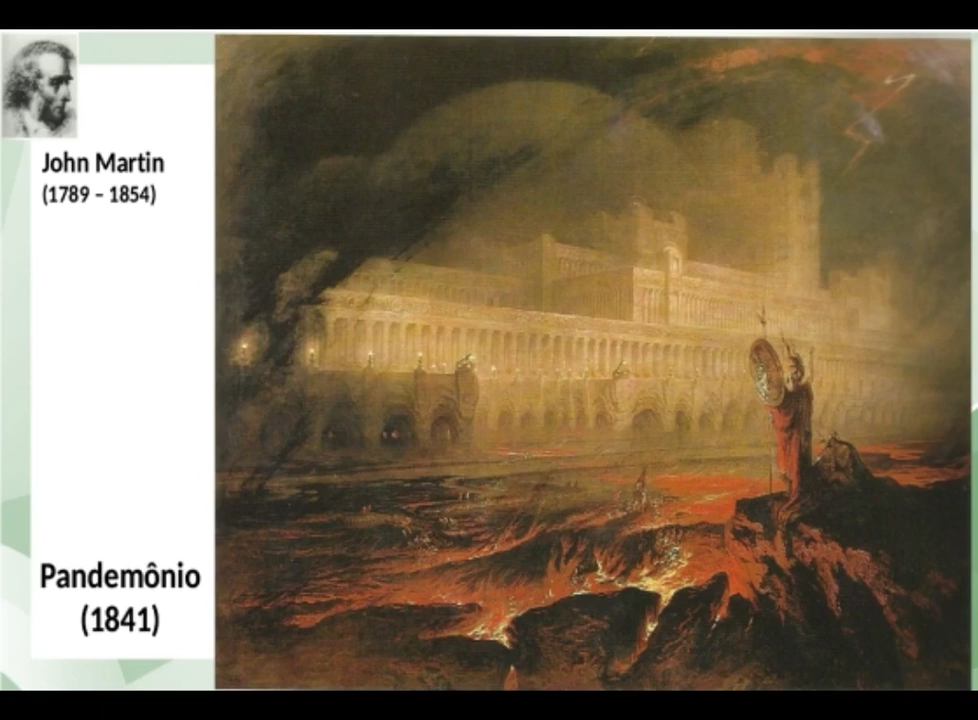 John Martin
(1789 – 1854)
Pandemônio
(1841)